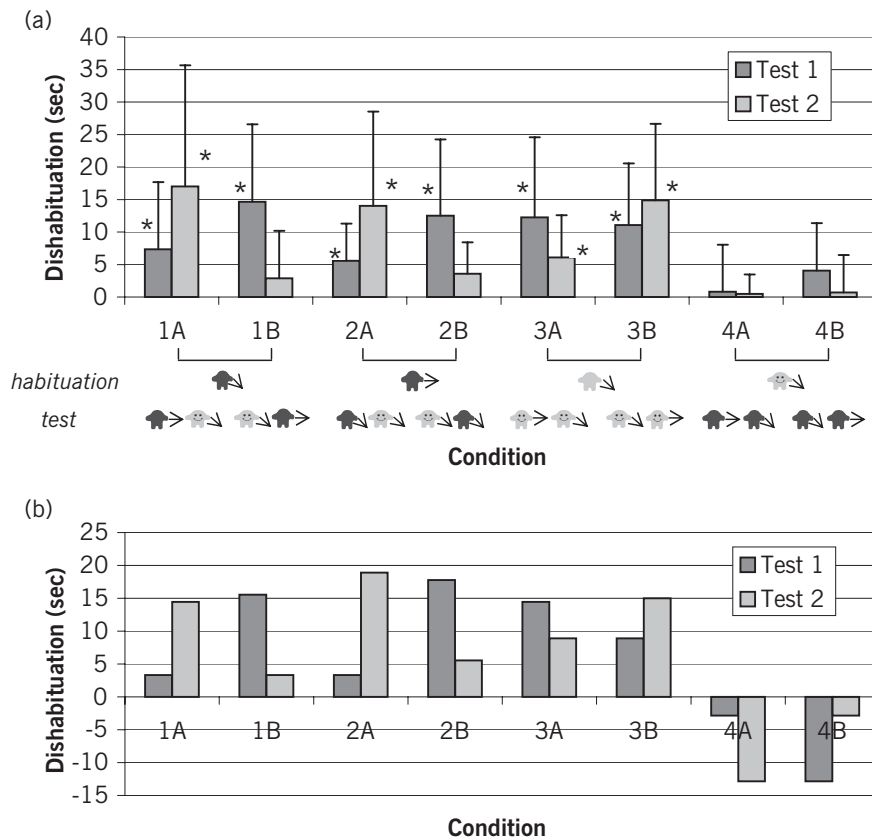 (a)
40
35
30
25
20
15
10
5
0
Dishabituation (sec)
Test 1
Test 2
*
*
*
*
*
*
*
*
*
*
1A 1B 2A 2B 3A 3B 4A 4B
habituation
test
Condition
(b)
25
20
15
10
5
0
-5
-10
-15
Dishabituation (sec)
Test 1
Test 2
1A 1B 2A 2B 3A 3B 4A 4B
Condition